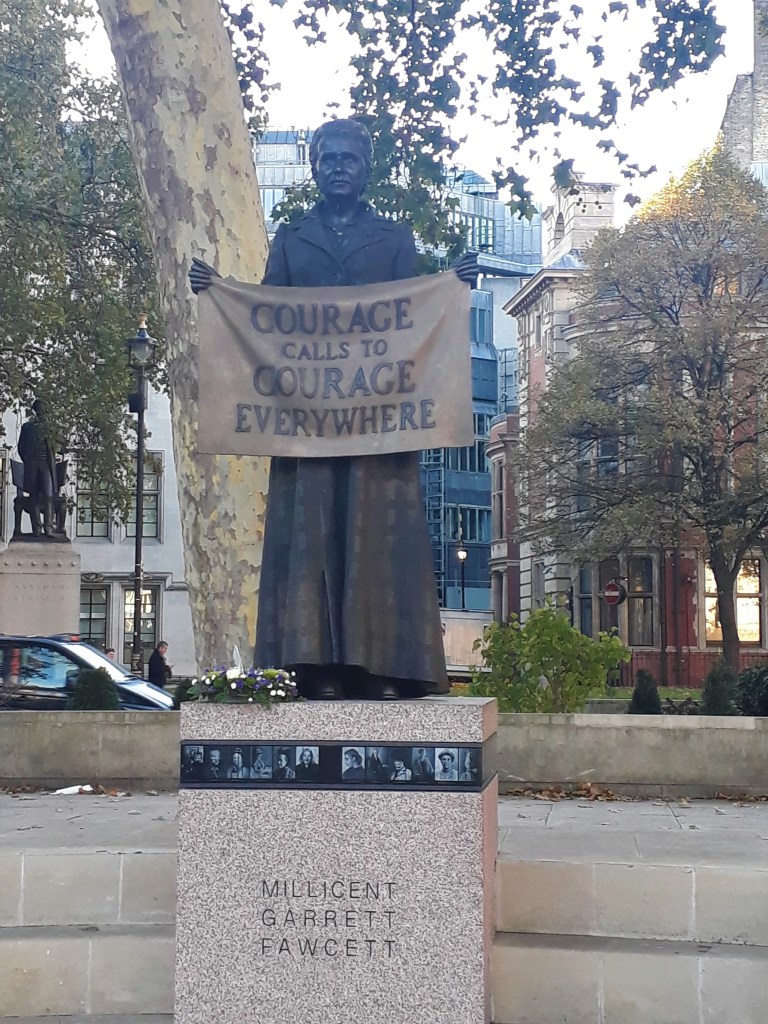 COURAGE
CALLS TO
COURAGE
EVERYWHERE
MILLICENT
GARRETT
FAWCETT